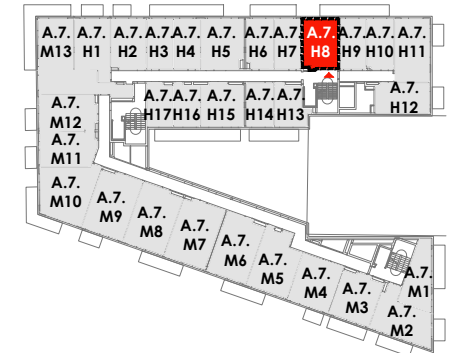 A.7. A.7. A.7. A.7. A.7. A.7. A.7. A.7. A.7. A.7. A.7. A.7.
M13 H1 H2 H3 H4 H5 H6 H7 H8 H9 H10 H11
A.7. A.7. A.7. A.7. A.7. A.7.
H17 H16 H15 H14 H13 H12
A.7.
M12
A.7.
M11
A.7.
M10
A.7.
M9
A.7.
M8
A.7.
M7
A.7.
M6
A.7.
M5
A.7.
M4
A.7.
M3
A.7.
M2
A.7.
M1